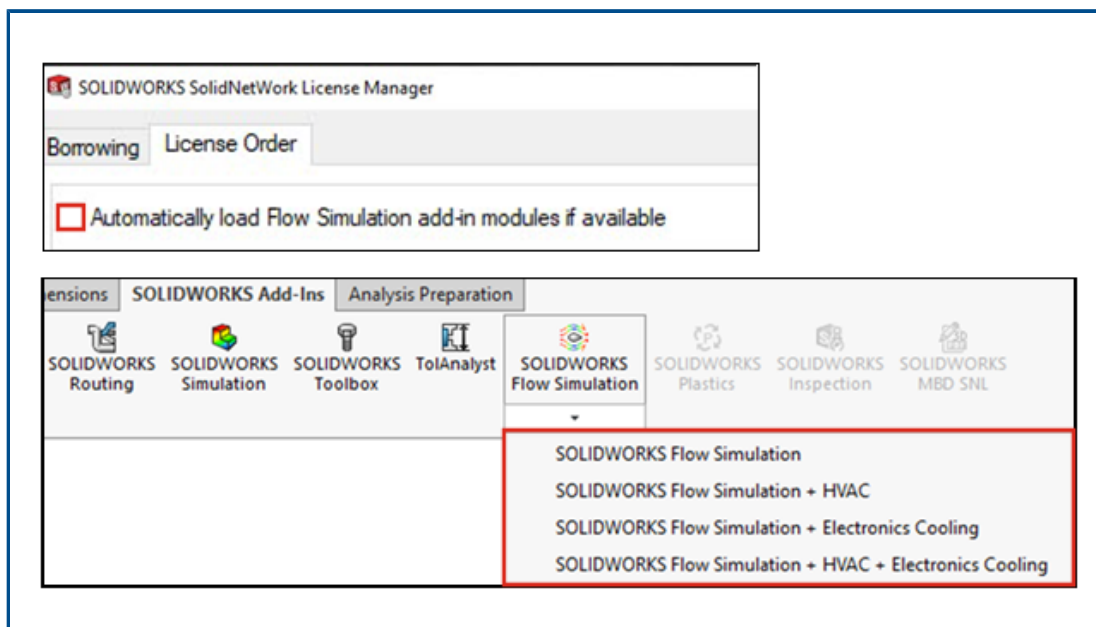 SOLIDWORKS SolidNetWork License Manager
Borrowing License Order
Automatically load Flow Simulation add-in modules if available
ensions SOLIDWORKS Add-Ins Analysis Preparation
SOLIDWORKS Routing
SOLIDWORKS Simulation
SOLIDWORKS Toolbox
TolAnalyst
SOLIDWORKS Flow Simulation
SOLIDWORKS Plastics
SOLIDWORKS Inspection
SOLIDWORKS MBD SNL
SOLIDWORKS Flow Simulation
SOLIDWORKS Flow Simulation + HVAC
SOLIDWORKS Flow Simulation + Electronics Cooling
SOLIDWORKS Flow Simulation + HVAC + Electronics Cooling